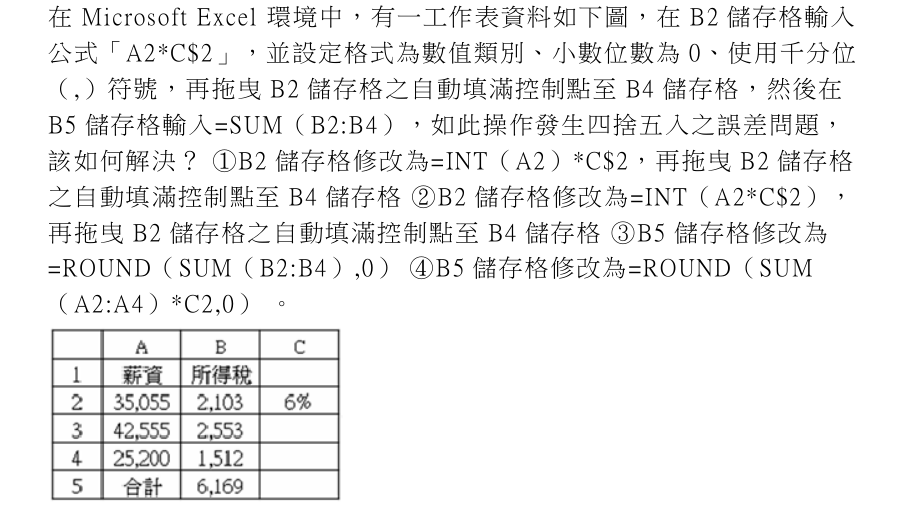 在 Microsoft Excel 環境中，有一工作表資料如下圖，在 B2 儲存格輸入
公式「A2*C$2」，並設定格式為數值類別、小數位數為 0、使用千分位
（,）符號，再拖曳 B2 儲存格之自動填滿控制點至 B4 儲存格，然後在
B5 儲存格輸入=SUM（B2:B4），如此操作發生四捨五入之誤差問題，
該如何解決？ ①B2 儲存格修改為=INT（A2）*C$2，再拖曳 B2 儲存格
之自動填滿控制點至 B4 儲存格 ②B2 儲存格修改為=INT（A2*C$2），
再拖曳 B2 儲存格之自動填滿控制點至 B4 儲存格 ③B5 儲存格修改為
=ROUND（SUM（B2:B4）,0） ④B5 儲存格修改為=ROUND（SUM
（A2:A4）*C2,0） 。
A B C
1 薪資 所得稅
2 35,055 2,103 6%
3 42,555 2,553
4 25,200 1,512
5 合計 6,169